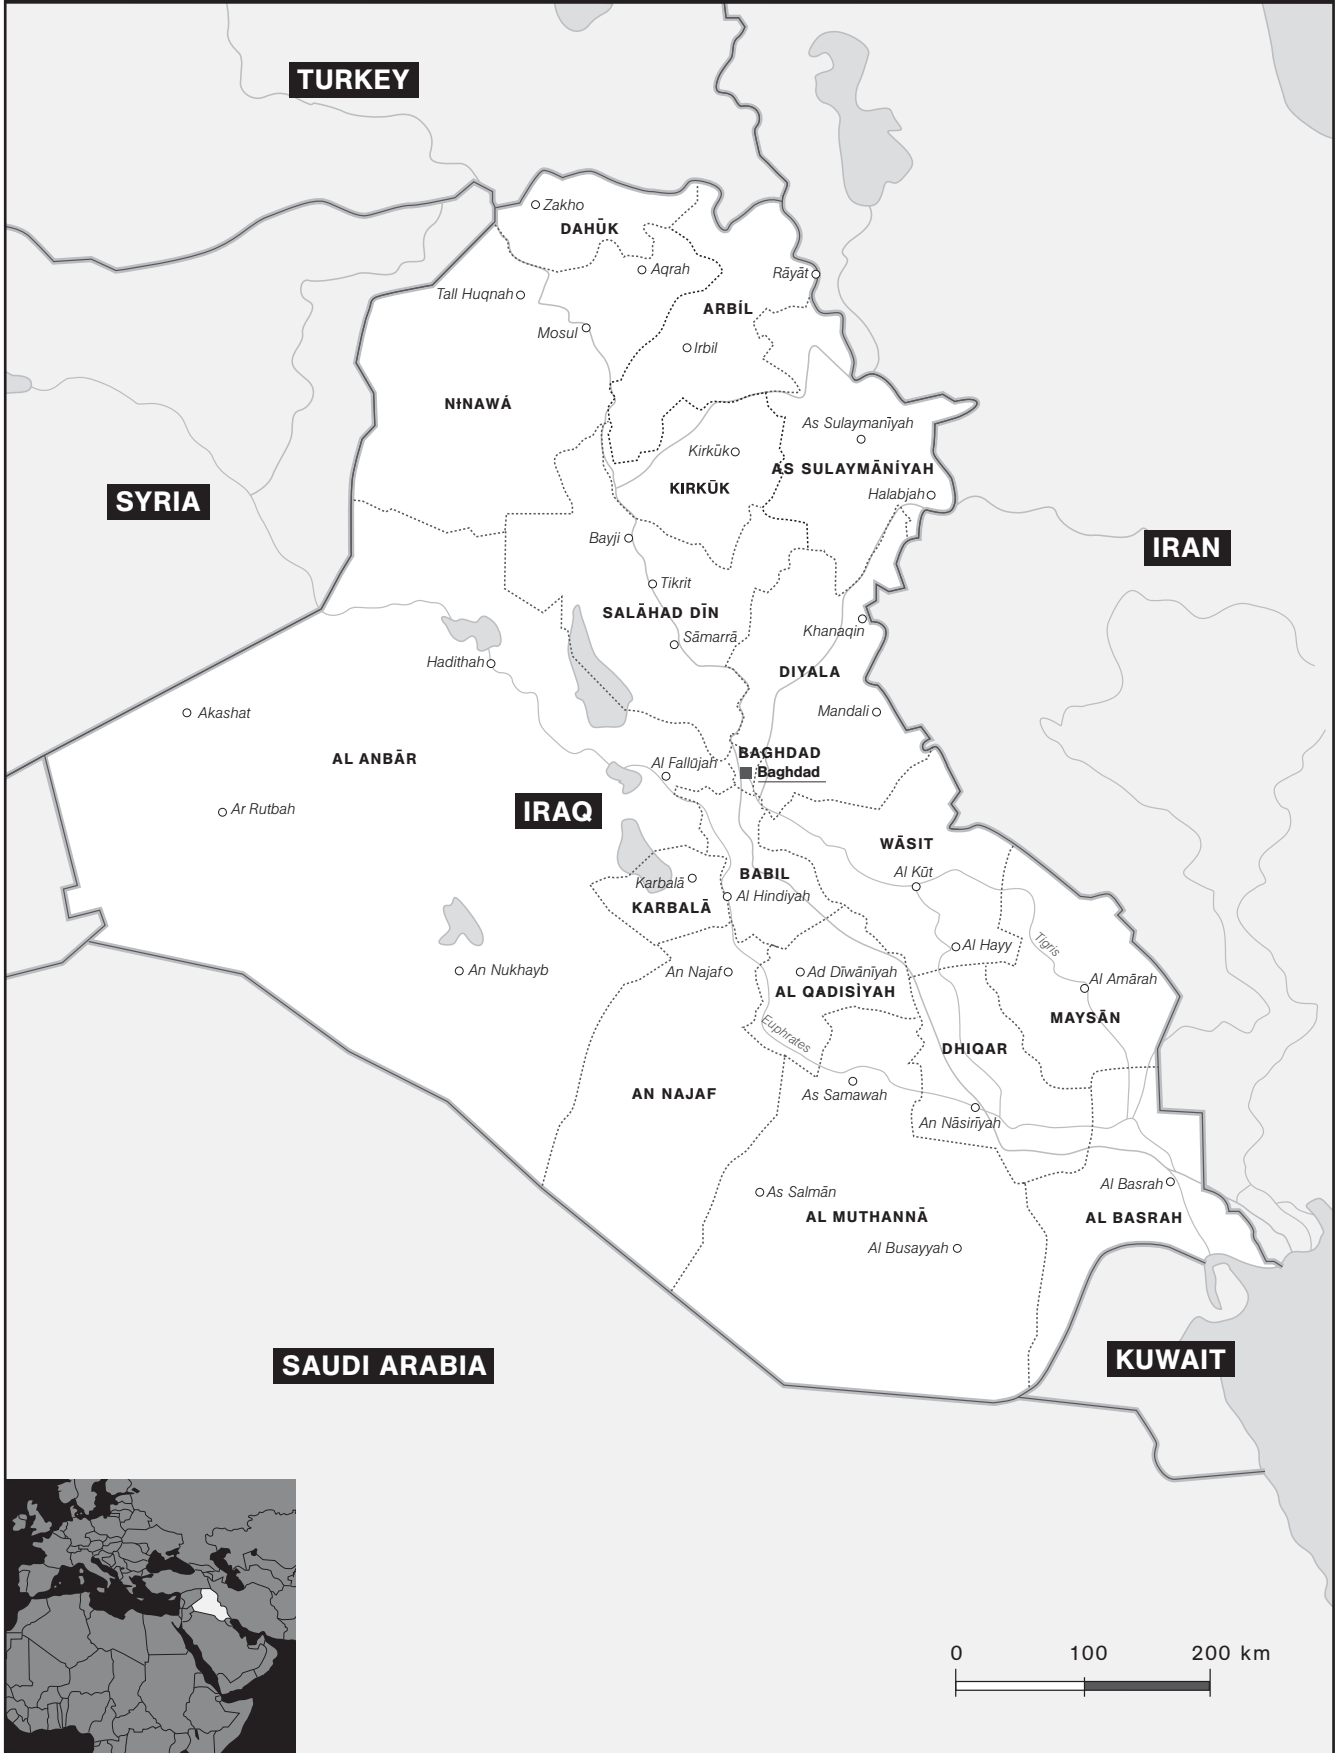 TURKEY
Zakho
DAHŪK
Aqrah
Rāyāt
Tall Huqnah
ARBÍL
Mosul
Irbil
NINAWÁ
As Sulaymanīyah
Kirkūk
AS SULAYMĀNÍYAH
SYRIA
KIRKŪK
Halabjah
Bayji
IRAN
Tikrit
SALĀHAD DĪN
Khanaqin
Sāmarrā
Hadithah
DIYALA
Akashat
Mandali
AL ANBĀR
BAGHDAD
Al Fallūjah
Baghdad
Ar Rutbah
IRAQ
WĀSIT
Al Kūt
BABIL
Karbalā
Al Hindiyah
KARBALĀ
Tigris
Al Hayy
An Nukhayb
An Najaf
Ad Dīwānīyah
Al Amārah
AL QADISÌYAH
MAYSĀN
Euphrates
DHIQAR
AN NAJAF
As Samawah
An Nāsirīyah
As Salmān
Al Basrah
AL MUTHANNĀ
AL BASRAH
Al Busayyah
SAUDI ARABIA
KUWAIT
0 100 200 km